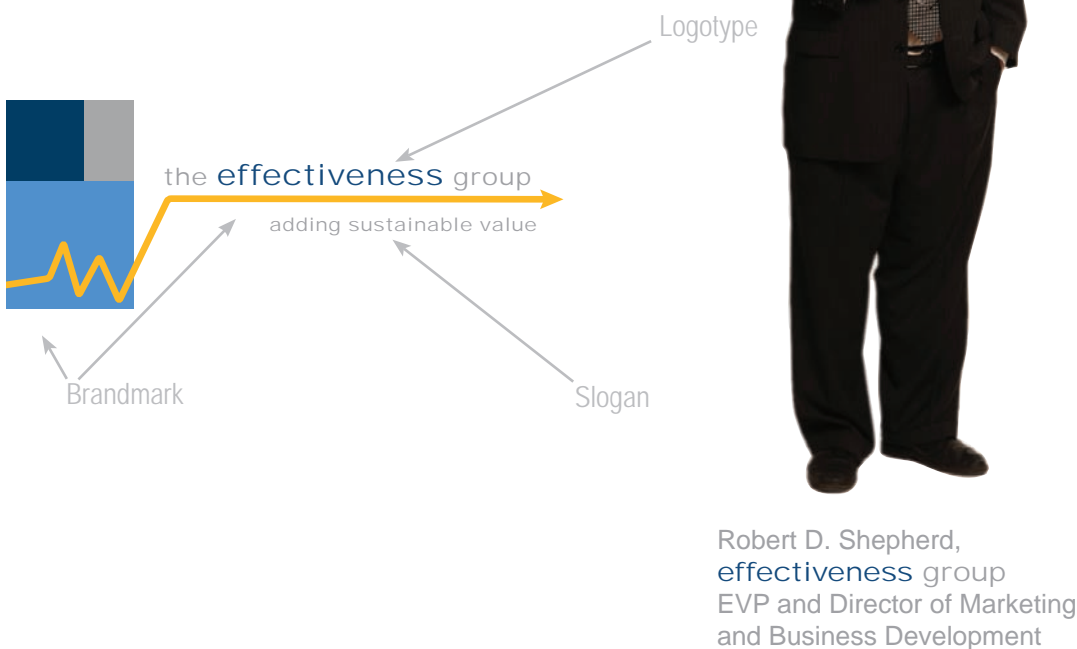 Logotype
the effectiveness group
adding sustainable value
Brandmark
Slogan
Robert D. Shepherd,
effectiveness group
EVP and Director of Marketing
and Business Development